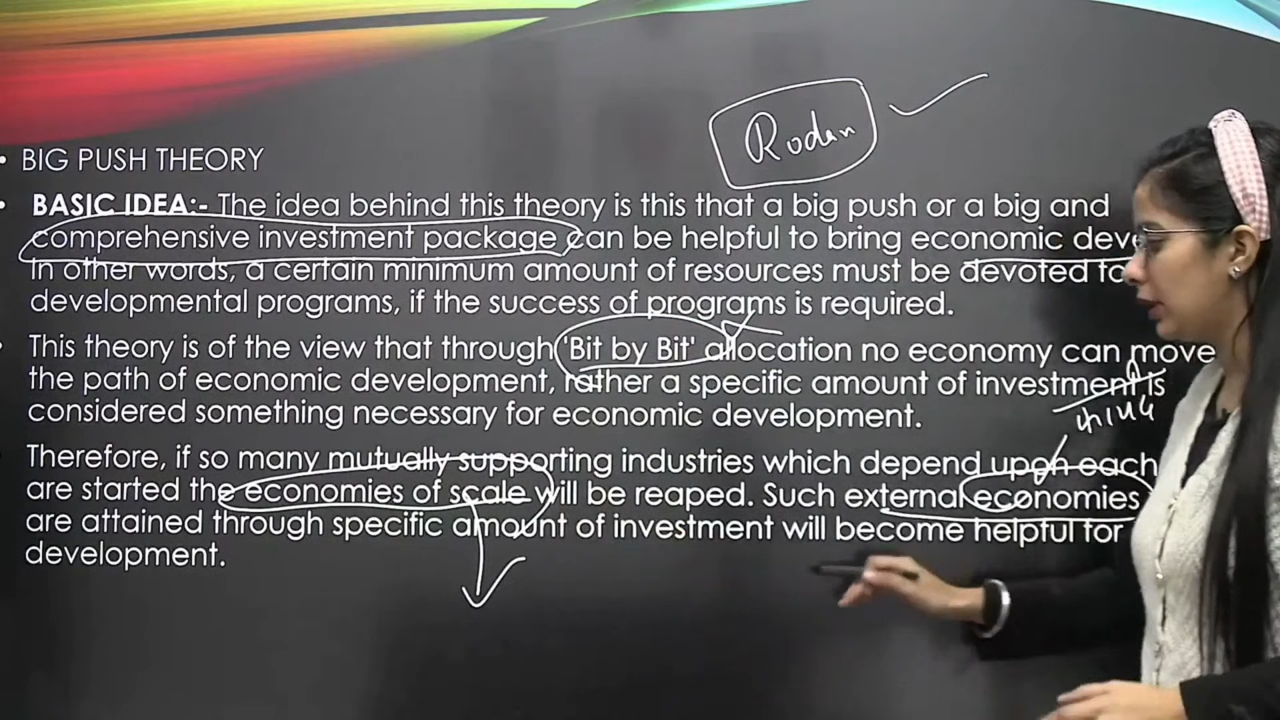 Rodan
• BIG PUSH THEORY
• BASIC IDEA:- The idea behind this theory is this that a big push or a big and
comprehensive investment package can be helpful to bring economic
In other words, a certain minimum amount of resources must be devoted
developmental programs, if the success of programs is required.
• This theory is of the view that through 'Bit by Bit' allocation no economy can move
the path of economic development, rather a specific amount of investment is
considered something necessary for economic development.
Therefore, if so many mutually supporting industries which depend upon each
are started the economies of scale will be reaped. Such external economies
are attained through specific amount of investment will become helpful for
development.